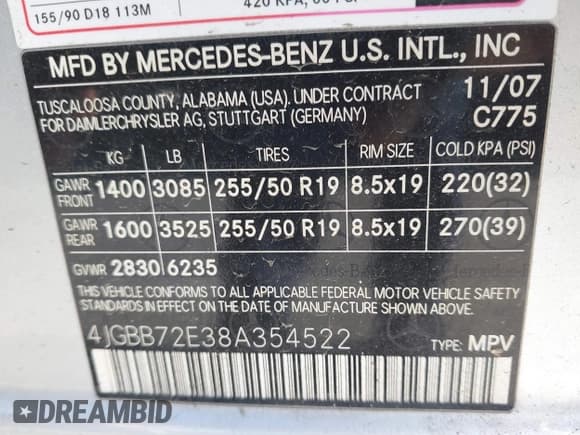 155/90 D18 113M
MFD BY MERCEDES-BENZ U.S. INTL., INC
TUSCALOOSA COUNTY, ALABAMA (USA). UNDER CONTRACT 11/07
FOR DAIMLERCHRYSLER AG, STUTTGART (GERMANY) C775
KG LB TIRES RIM SIZE COLD KPA (PSI)
GAWR FRONT 1400 3085 255/50 R19 8.5x19 220(32)
GAWR REAR 1600 3525 255/50 R19 8.5x19 270(39)
GVWR 2830 6235
THIS VEHICLE CONFORMS TO ALL APPLICABLE FEDERAL MOTOR VEHICLE SAFETY
STANDARDS IN EFFECT ON THE DATE OF MANUFACTURE SHOWN ABOVE.
4JGBB72E38A354522 TYPE: MPV
DREAMBID